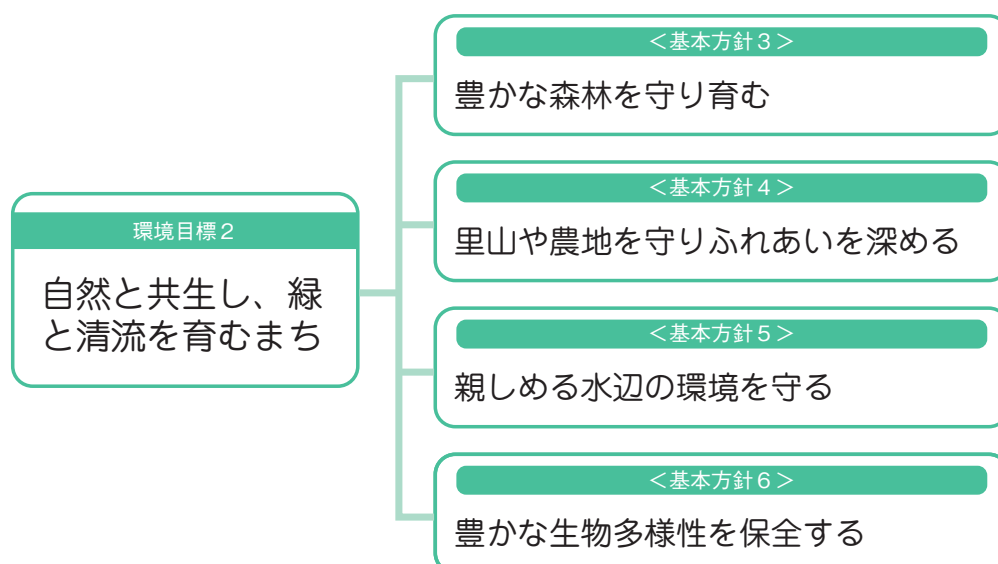 環境目標2
自然と共生し、緑
と清流を育むまち
＜基本方針3＞
豊かな森林を守り育む
＜基本方針4＞
里山や農地を守りふれあいを深める
＜基本方針5＞
親しめる水辺の環境を守る
＜基本方針6＞
豊かな生物多様性を保全する